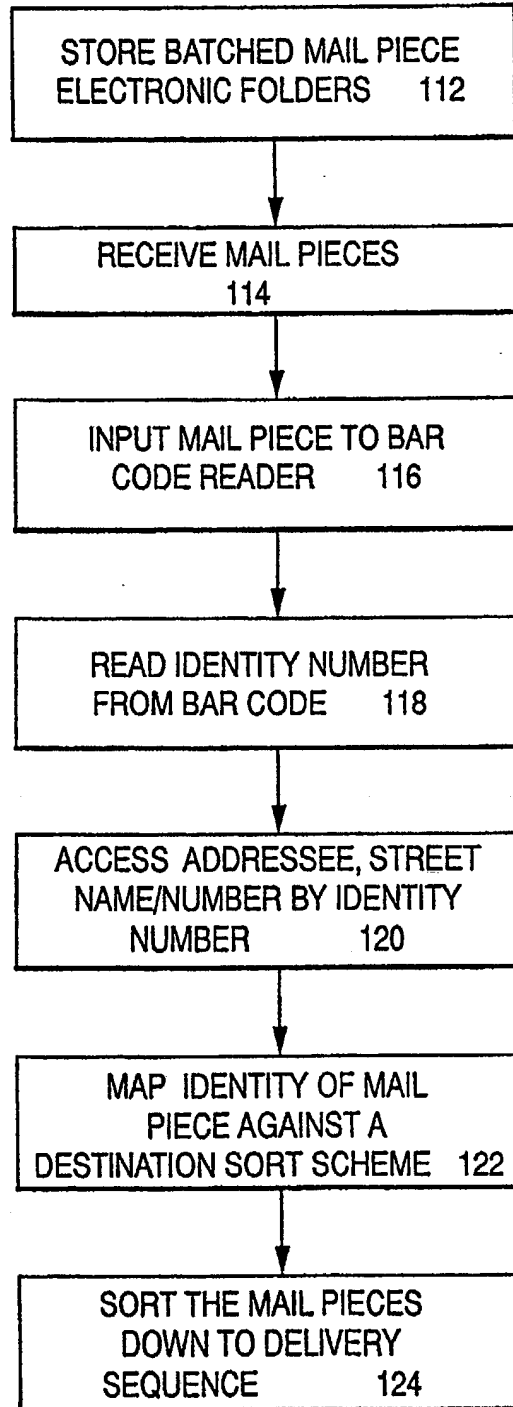 STORE BATCHED MAIL PIECE
ELECTRONIC FOLDERS 112
RECEIVE MAIL PIECES
114
INPUT MAIL PIECE TO BAR
CODE READER 116
READ IDENTITY NUMBER
FROM BAR CODE 118
ACCESS ADDRESSEE, STREET
NAME/NUMBER BY IDENTITY
NUMBER 120
MAP IDENTITY OF MAIL
PIECE AGAINST A
DESTINATION SORT SCHEME 122
SORT THE MAIL PIECES
DOWN TO DELIVERY
SEQUENCE 124